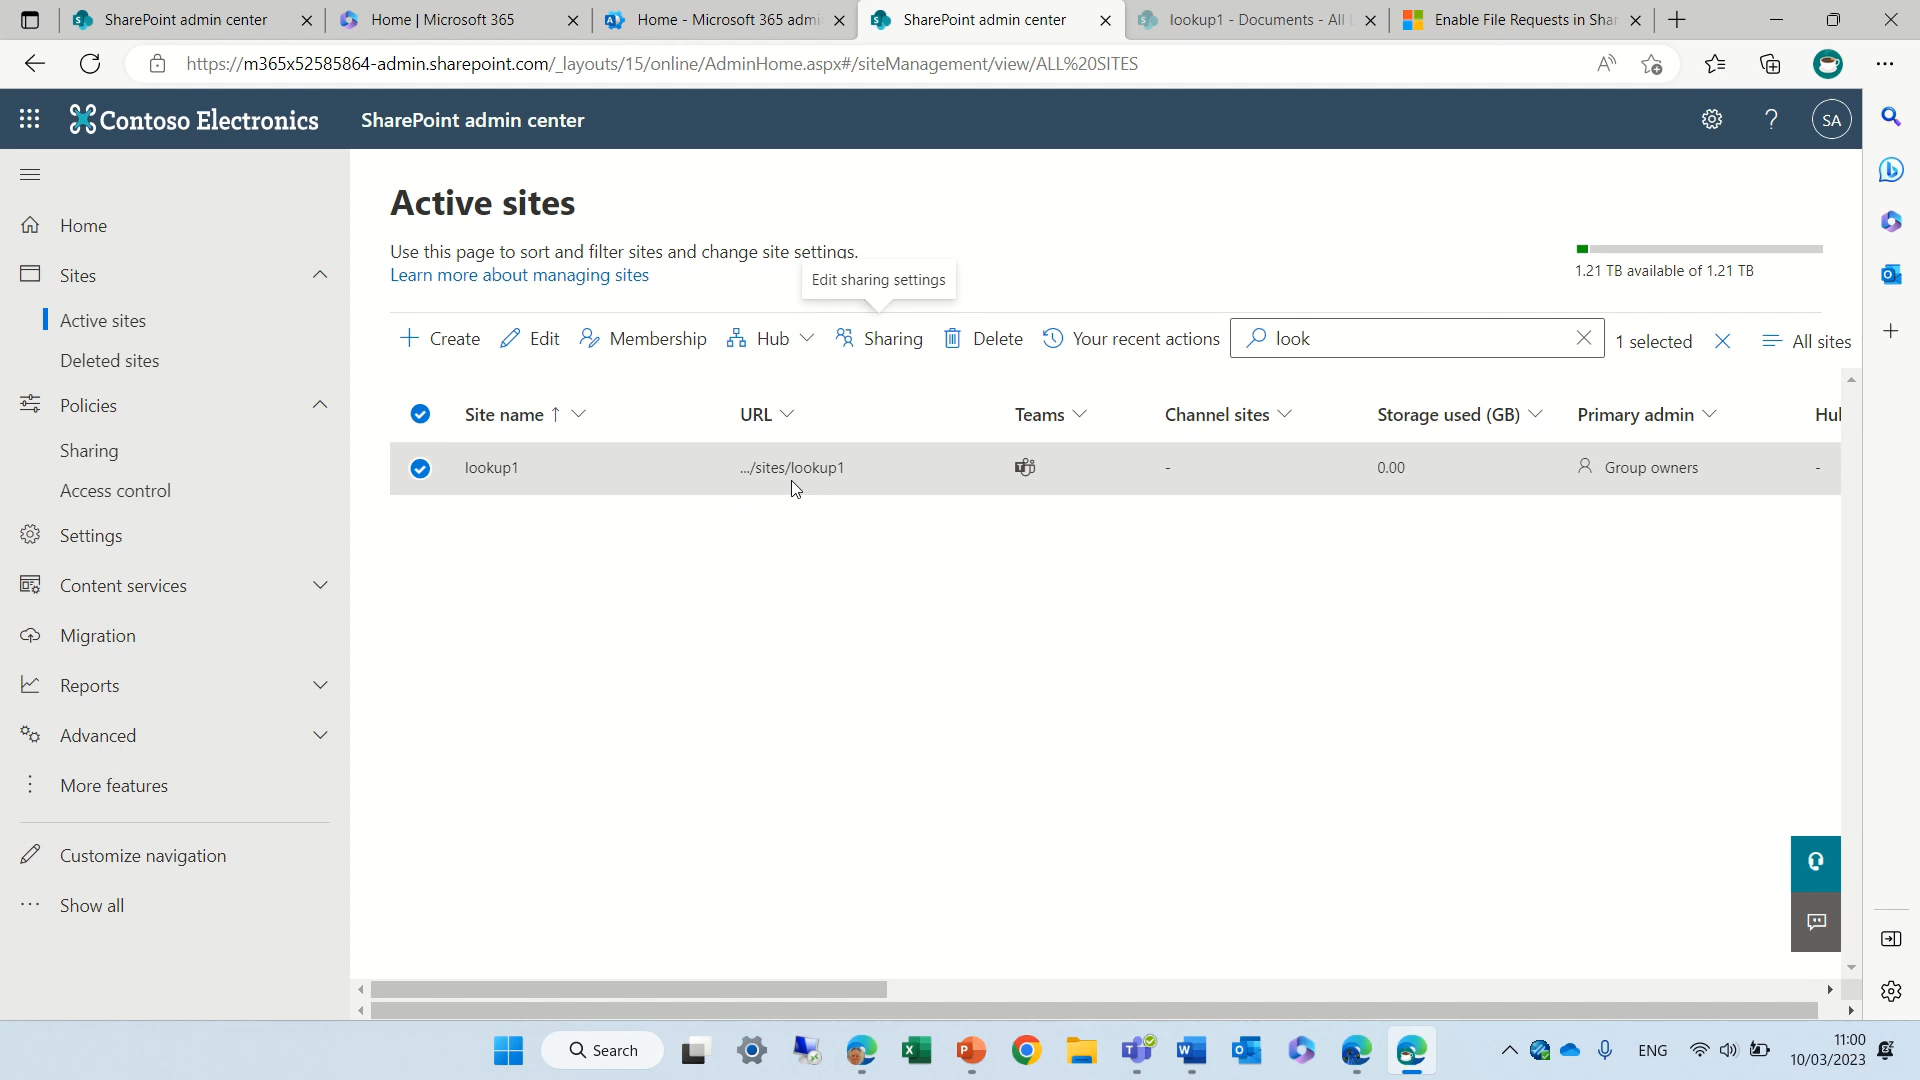 SharePoint admin center
Home | Microsoft 365
Home - Microsoft 365 admi
SharePoint admin center
lookup1 - Documents - All
Enable File Requests in Shar
https://m365x52585864-admin.sharepoint.com/_layouts/15/online/AdminHome.aspx#/siteManagement/view/ALL%20SITES
Contoso Electronics
SharePoint admin center
SA
Home
Sites
Active sites
Deleted sites
Policies
Sharing
Access control
Settings
Content services
Migration
Reports
Advanced
More features
Customize navigation
Show all
Active sites
Use this page to sort and filter sites and change site settings.
Learn more about managing sites
Edit sharing settings
1.21 TB available of 1.21 TB
Create Edit Membership Hub Sharing Delete Your recent actions look 1 selected All sites
Site name ↑ URL Teams Channel sites Storage used (GB) Primary admin Hu
lookup1 .../sites/lookup1 - 0.00 Group owners -
Search
ENG
11:00
10/03/2023